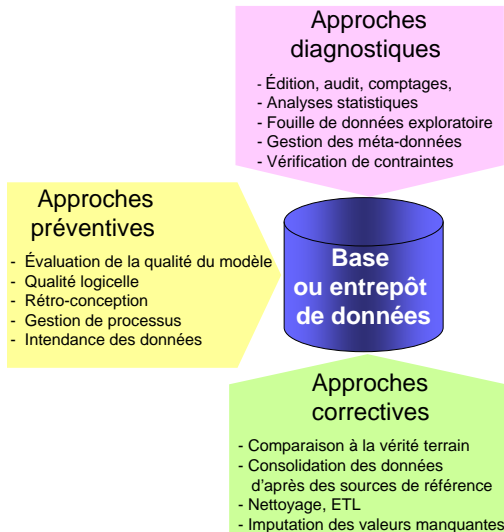 Approches
diagnostiques
- Édition, audit, comptages,
- Analyses statistiques
- Fouille de données exploratoire
- Gestion des méta-données
- Vérification de contraintes
Approches
préventives
- Évaluation de la qualité du modèle
- Qualité logicelle
- Rétro-conception
- Gestion de processus
- Intendance des données
Base
ou entrepôt
de données
Approches
correctives
- Comparaison à la vérité terrain
- Consolidation des données
d'après des sources de référence
- Nettoyage, ETL
- Imputation des valeurs manquantes